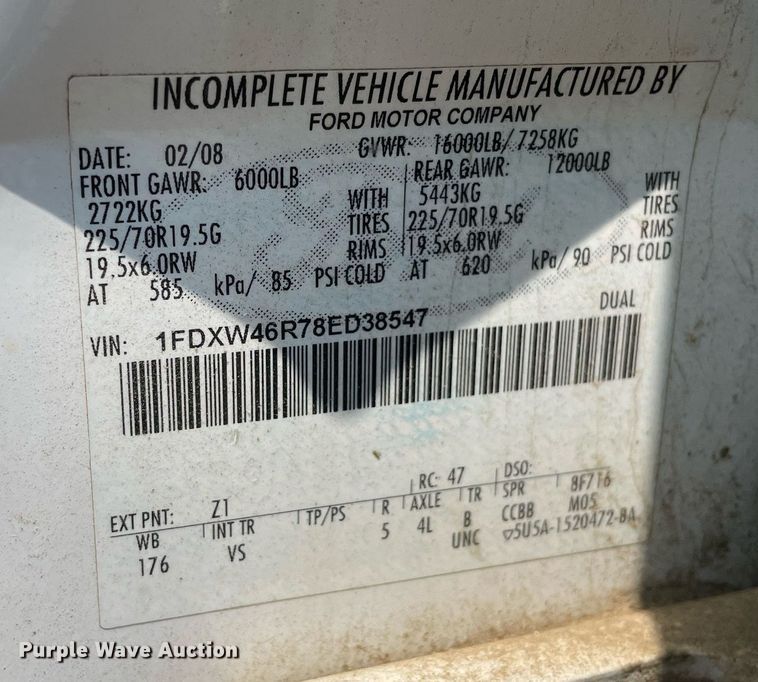 INCOMPLETE VEHICLE MANUFACTURED BY
FORD MOTOR COMPANY
DATE: 02/08 GVWR: 16000LB/ 7258KG
FRONT GAWR: 6000LB REAR GAWR: 12000LB
2722KG WITH 5443KG WITH
225/70R19.5G TIRES 225/70R19.5G TIRES
19.5x6.0RW RIMS 19.5x6.0RW RIMS
AT 585 kPa/ 85 PSI COLD AT 620 kPa/ 90 PSI COLD
DUAL
VIN: 1FDXW46R78ED38547
RC: 47 DSO:
EXT PNT: Z1 8F716
WB INT TR TP/PS R AXLE TR SPR M05
176 VS 5 4L B CCBB
UNC ▽5U5A-1520472-BA
Purple Wave Auction